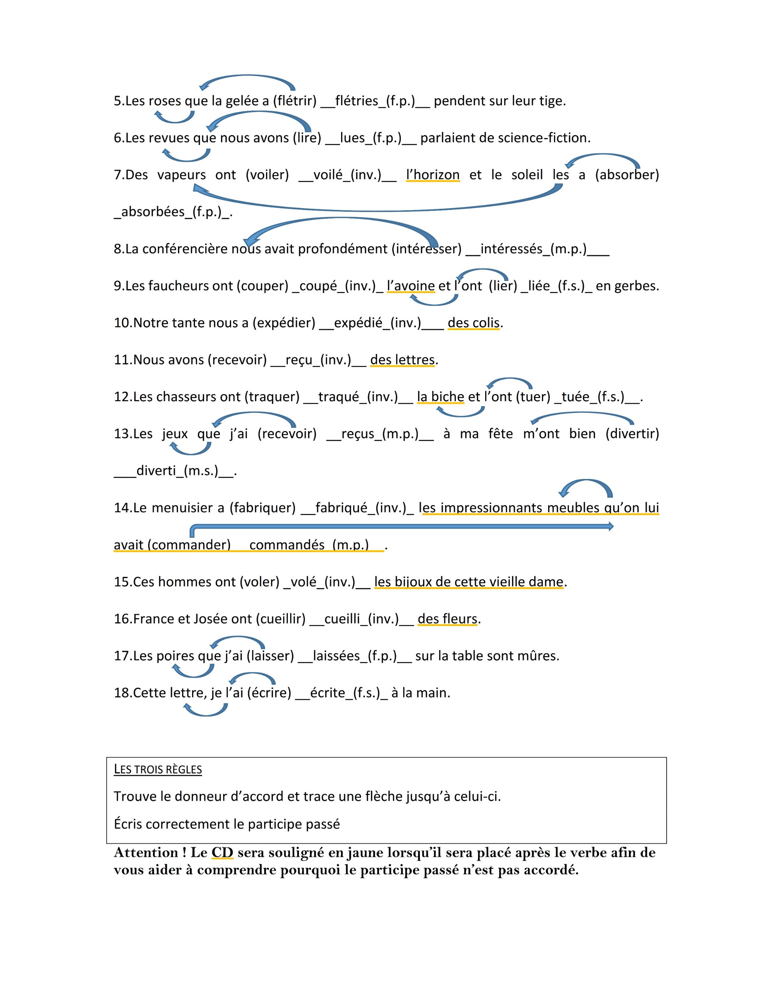 5.Les roses que la gelée a (flétrir) __flétries_(f.p.)__ pendent sur leur tige.
6.Les revues que nous avons (lire) __lues_(f.p.)__ parlaient de science-fiction.
7.Des vapeurs ont (voiler) __voilé_(inv.)__ l’horizon et le soleil les a (absorber)
_absorbées_(f.p.)_.
8.La conférencière nous avait profondément (intéresser) __intéressés_(m.p.)___
9.Les faucheurs ont (couper) _coupé_(inv.)_ l’avoine et l’ont (lier) _liée_(f.s.)_ en gerbes.
10.Notre tante nous a (expédier) __expédié_(inv.)___ des colis.
11.Nous avons (recevoir) __reçu_(inv.)__ des lettres.
12.Les chasseurs ont (traquer) __traqué_(inv.)__ la biche et l’ont (tuer) _tuée_(f.s.)__.
13.Les jeux que j’ai (recevoir) __reçus_(m.p.)__ à ma fête m’ont bien (divertir)
___diverti_(m.s.)__.
14.Le menuisier a (fabriquer) __fabriqué_(inv.)_ les impressionnants meubles qu’on lui
avait (commander) __commandés_(m.p.)__.
15.Ces hommes ont (voler) _volé_(inv.)__ les bijoux de cette vieille dame.
16.France et Josée ont (cueillir) __cueilli_(inv.)__ des fleurs.
17.Les poires que j’ai (laisser) __laissées_(f.p.)__ sur la table sont mûres.
18.Cette lettre, je l’ai (écrire) __écrite_(f.s.)_ à la main.
LES TROIS RÈGLES
Trouve le donneur d’accord et trace une flèche jusqu’à celui-ci.
Écris correctement le participe passé
Attention ! Le CD sera souligné en jaune lorsqu’il sera placé après le verbe afin de
vous aider à comprendre pourquoi le participe passé n’est pas accordé.